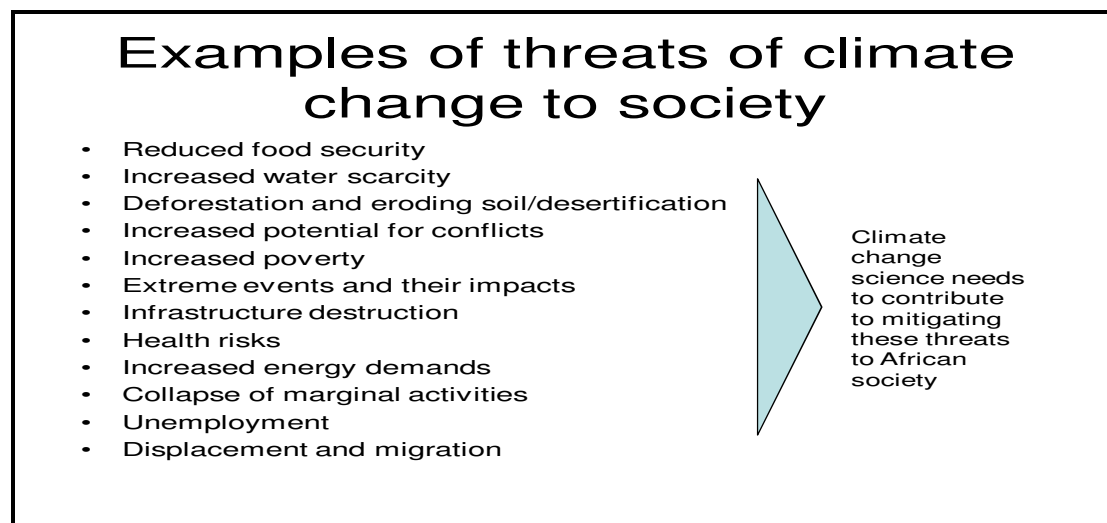 Examples of threats of climate
change to society
• Reduced food security
• Increased water scarcity
• Deforestation and eroding soil/desertification
• Increased potential for conflicts
• Increased poverty
• Extreme events and their impacts
• Infrastructure destruction
• Health risks
• Increased energy demands
• Collapse of marginal activities
• Unemployment
• Displacement and migration
Climate
change
science needs
to contribute
to mitigating
these threats
to African
society